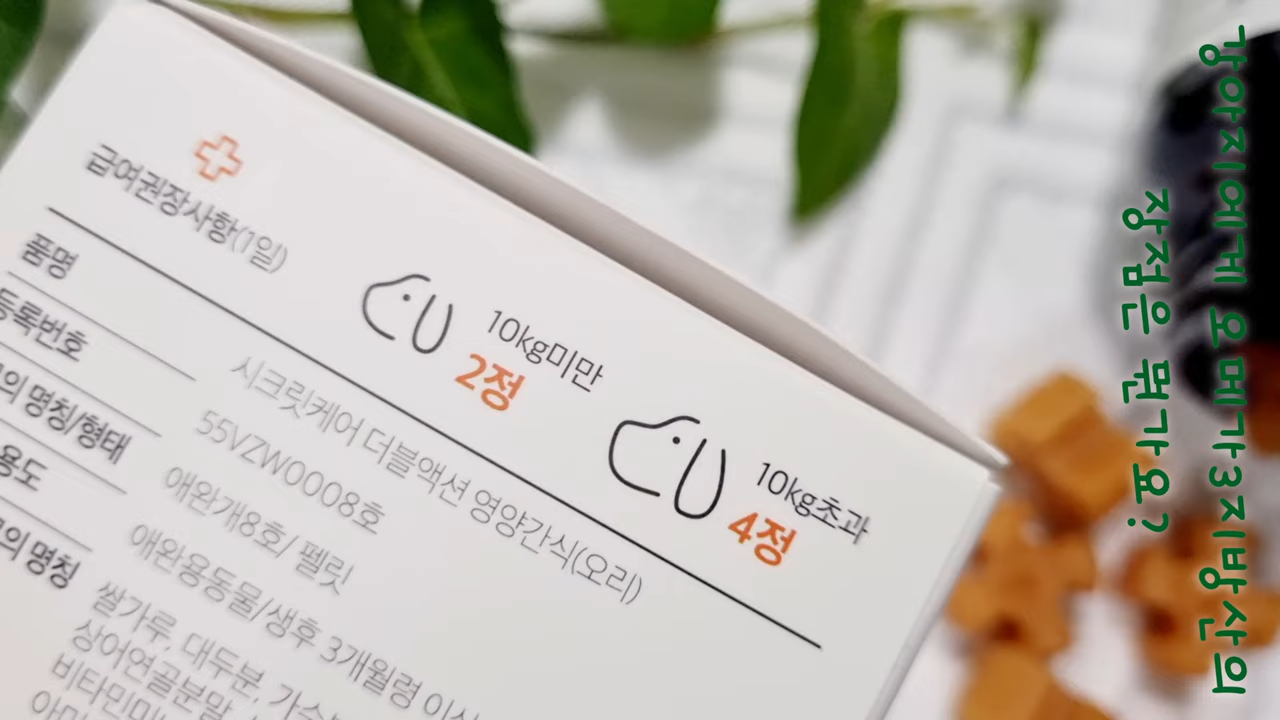 급여권장사항(1일)
10kg미만
2정
10kg초과
4정
품명
시크릿케어 더블액션 영양간식(오리)
등록번호
55VZW0008호
의 명칭/형태
애완개8호/ 펠릿
용도
애완용동물/생후 3개월령 이상
의 명칭
쌀가루, 대두분,
상어연골분말,
비타민
강아지에게 오메가3지방산의
장점은 뭔가요?